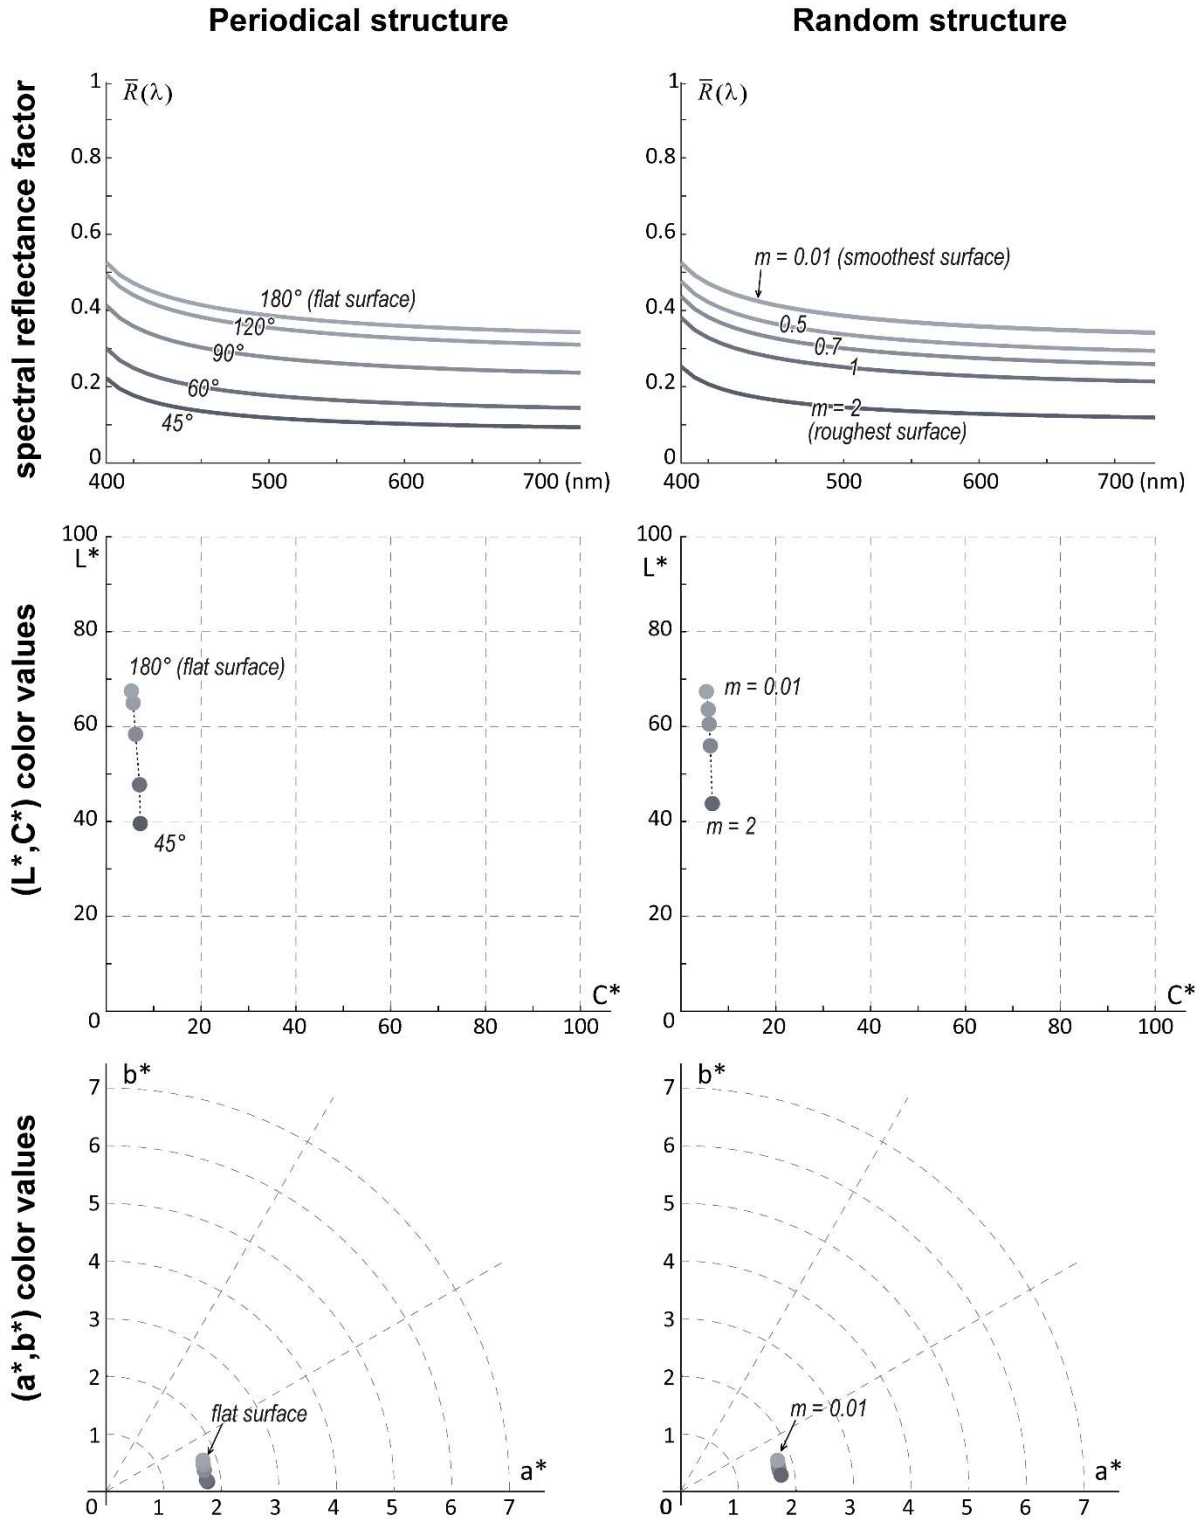 Periodical structure
Random structure
spectral reflectance factor
1
R̅(λ)
0.8
0.6
0.4
0.2
0
180° (flat surface)
120°
90°
60°
45°
400 500 600 700 (nm)
1
R̅(λ)
0.8
0.6
0.4
0.2
0
m = 0.01 (smoothest surface)
0.5
0.7
1
m = 2
(roughest surface)
400 500 600 700 (nm)
(L*,C*) color values
100
L*
80
60
40
20
0
180° (flat surface)
45°
C*
20 40 60 80 100
100
L*
80
60
40
20
0
m = 0.01
m = 2
C*
20 40 60 80 100
(a*,b*) color values
b*
7
6
5
4
3
2
1
0
flat surface
a*
1 2 3 4 5 6 7
b*
7
6
5
4
3
2
1
0
m = 0.01
a*
1 2 3 4 5 6 7